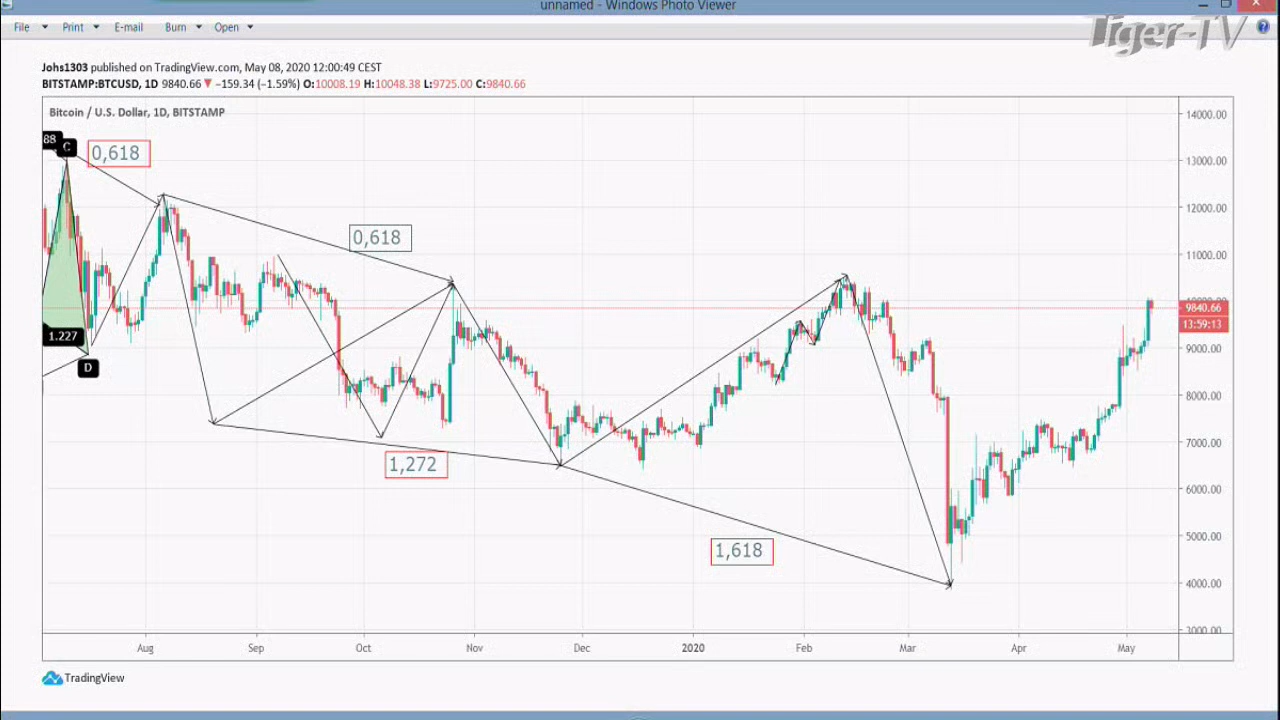 unnamed - Windows Photo Viewer
File Print E-mail Burn Open
Tiger-TV
Johs1303 published on TradingView.com, May 08, 2020 12:00:49 CEST
BITSTAMP:BTCUSD, 1D 9840.66 ▼ −159.34 (−1.59%) O:10008.19 H:10048.38 L:9725.00 C:9840.66
Bitcoin / U.S. Dollar, 1D, BITSTAMP
14000.00
88
C
0,618
13000.00
12000.00
0,618
11000.00
10000.00
9840.66
13:59:13
1.227
9000.00
D
8000.00
7000.00
1,272
6000.00
5000.00
1,618
4000.00
3000.00
Aug Sep Oct Nov Dec 2020 Feb Mar Apr May
TradingView